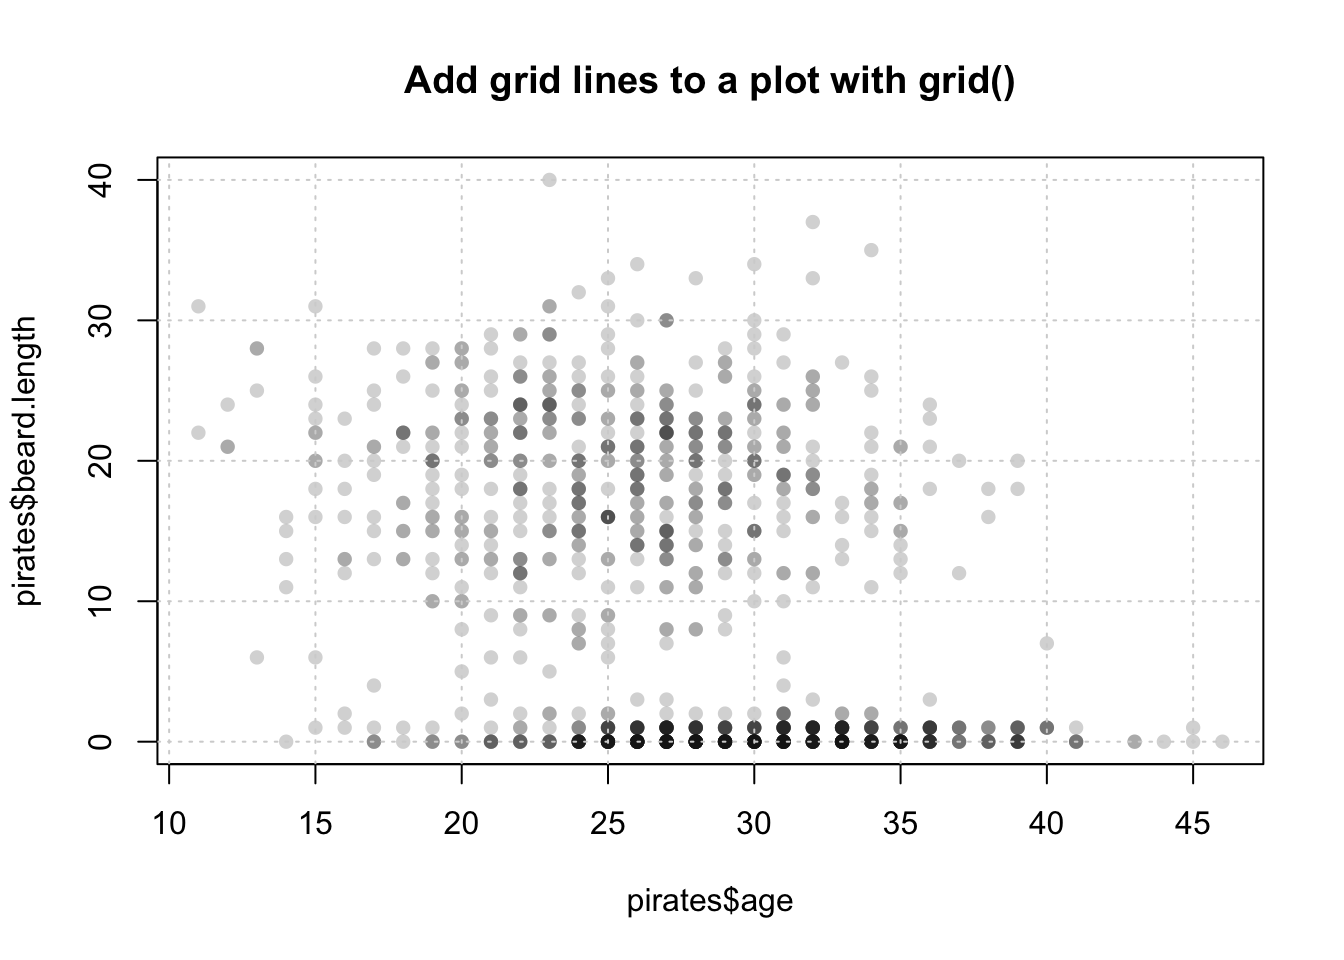 Add grid lines to a plot with grid()
pirates$beard.length
40
30
20
10
0
10 15 20 25 30 35 40 45
pirates$age